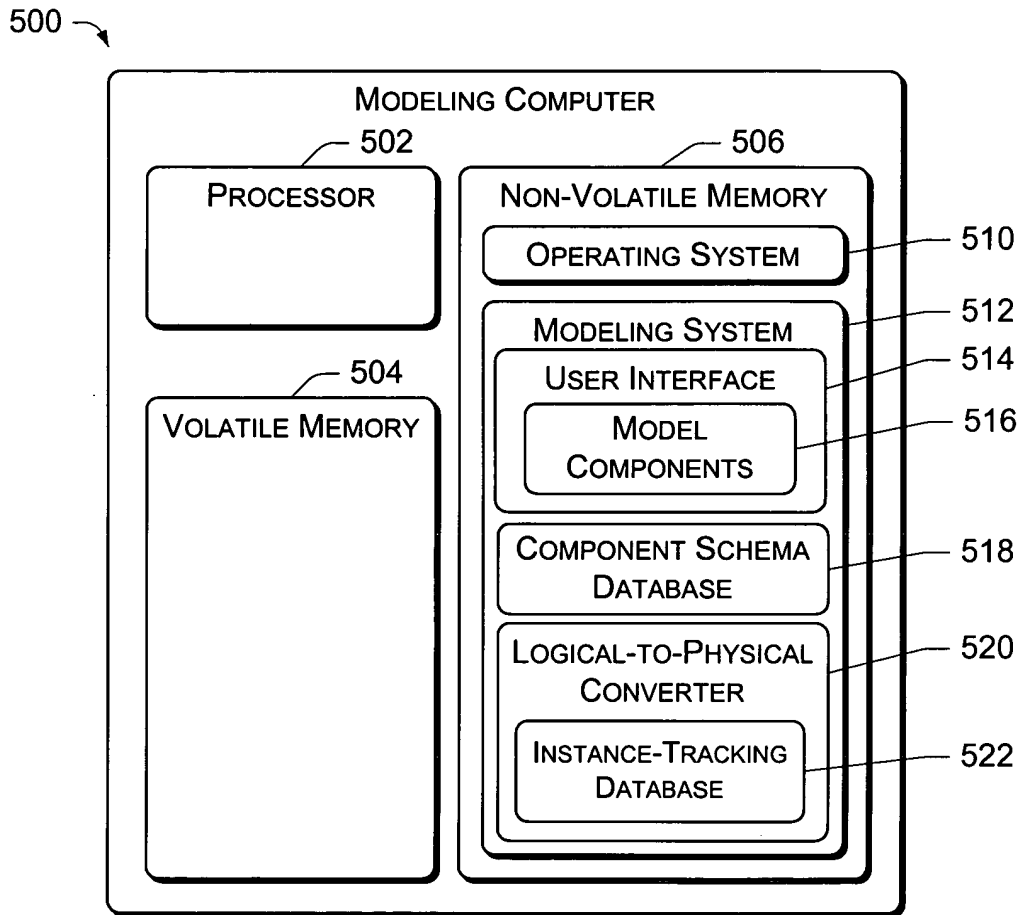 500
MODELING COMPUTER
502
506
PROCESSOR
NON-VOLATILE MEMORY
OPERATING SYSTEM
510
MODELING SYSTEM
512
USER INTERFACE
514
504
VOLATILE MEMORY
MODEL
COMPONENTS
516
COMPONENT SCHEMA
DATABASE
518
LOGICAL-TO-PHYSICAL
CONVERTER
520
INSTANCE-TRACKING
DATABASE
522